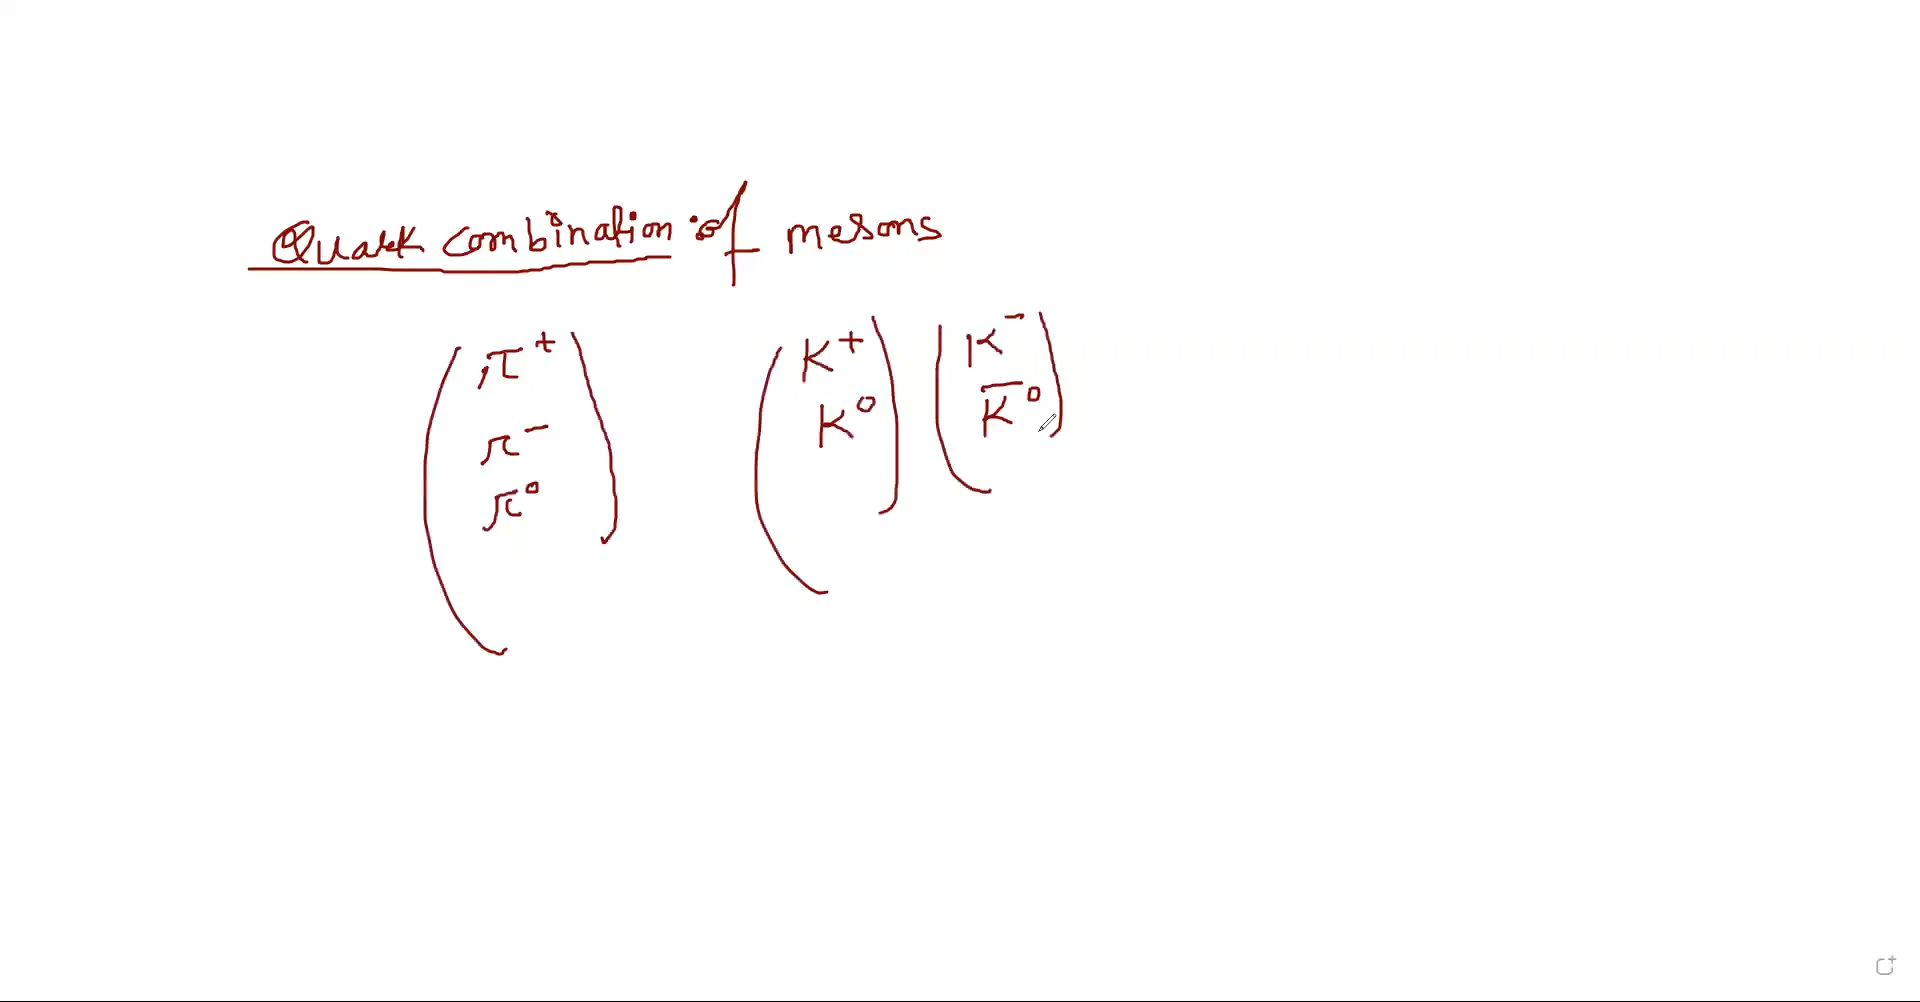 Quark combination of mesons
π⁺ K⁺ K⁻
π⁻ K⁰ K̅⁰
π⁰